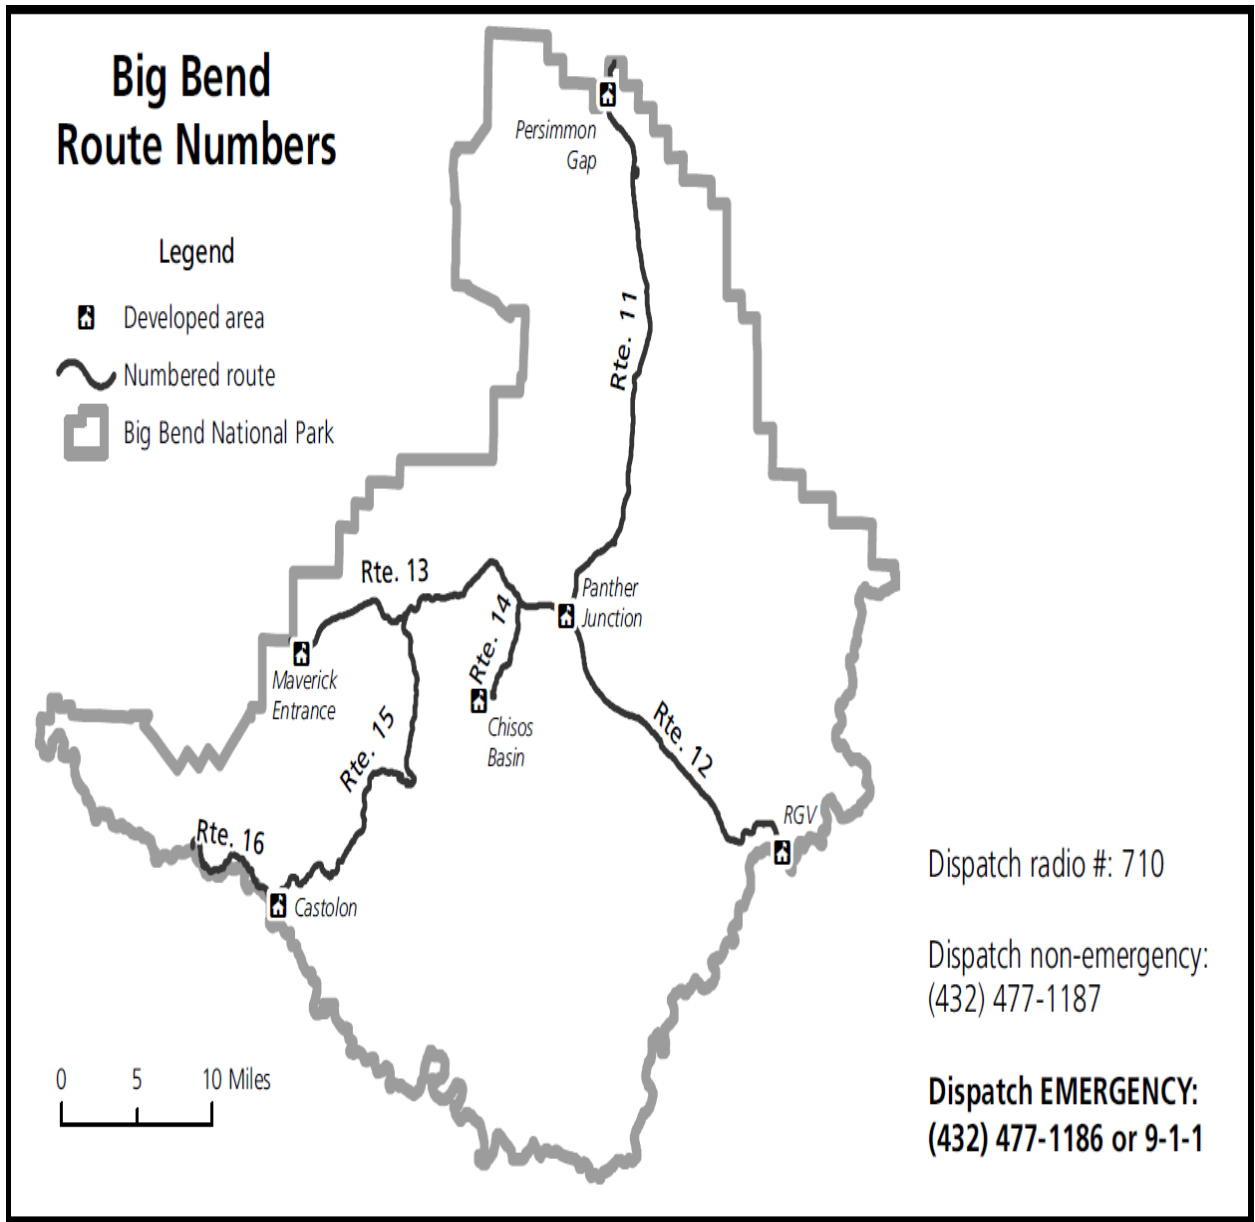 Big Bend
Route Numbers
Legend
Developed area
Numbered route
Big Bend National Park
Persimmon
Gap
Rte. 11
Rte. 13
Panther
Junction
Rte. 14
Maverick
Entrance
Chisos
Basin
Rte. 15
Rte. 12
RGV
Rte. 16
Castolon
0 5 10 Miles
Dispatch radio #: 710
Dispatch non-emergency:
(432) 477-1187
Dispatch EMERGENCY:
(432) 477-1186 or 9-1-1